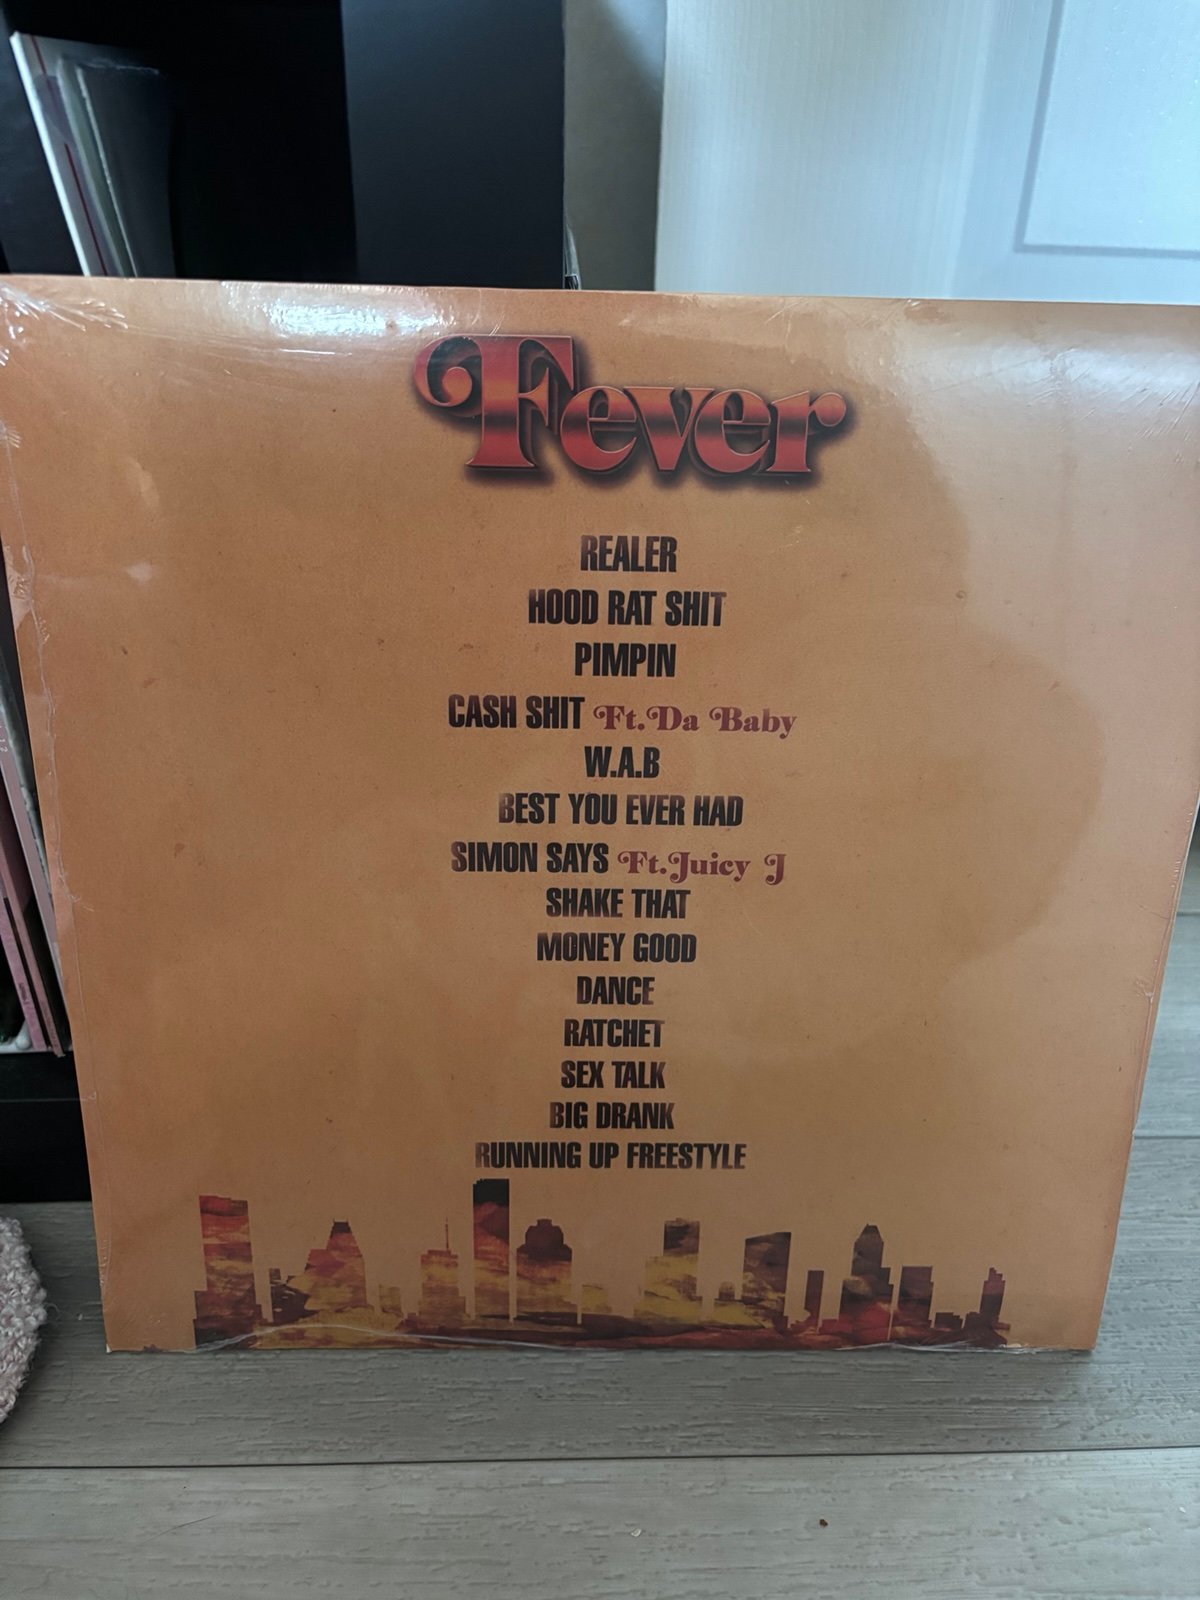 Fever
REALER
HOOD RAT SHIT
PIMPIN
CASH SHIT Ft. Da Baby
W.A.B
BEST YOU EVER HAD
SIMON SAYS Ft. Juicy J
SHAKE THAT
MONEY GOOD
DANCE
RATCHET
SEX TALK
BIG DRANK
RUNNING UP FREESTYLE